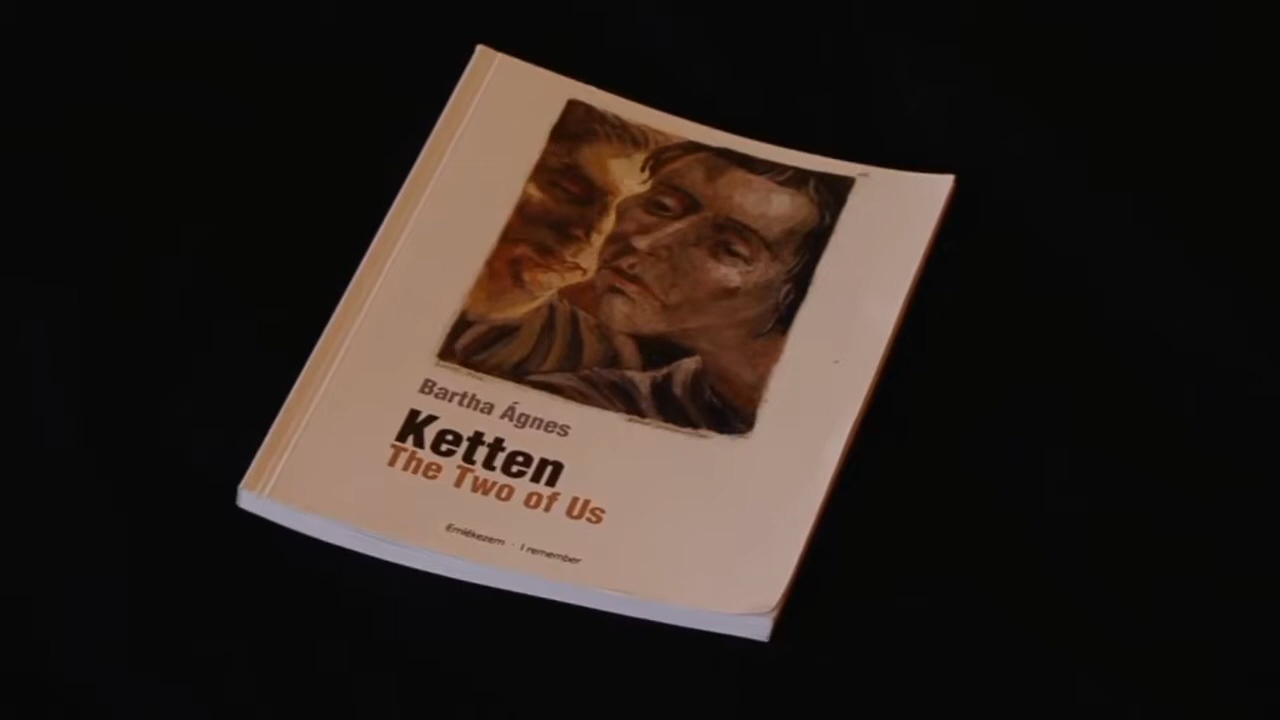 Bartha Ágnes
Ketten
The Two of Us
Emlékezem · I remember